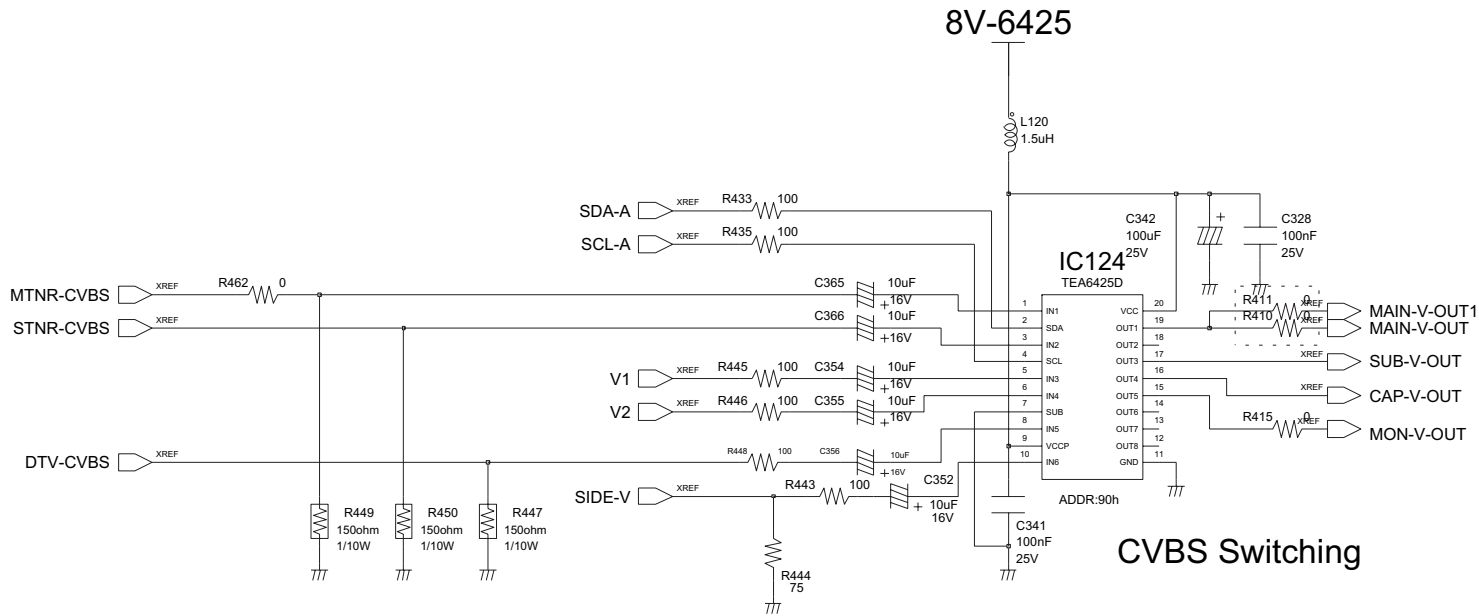 8V-6425
L120
1.5uH
SDA-A
XREF
R433
100
SCL-A
XREF
R435
100
C342
100uF
25V
+
C328
100nF
25V
IC124
TEA6425D
MTNR-CVBS
XREF
R462
0
C365
10uF
+
16V
STNR-CVBS
XREF
C366
10uF
+16V
V1
XREF
R445
100
C354
10uF
+
16V
V2
XREF
R446
100
C355
10uF
+16V
DTV-CVBS
XREF
R448
100
C356
10uF
+16V
SIDE-V
XREF
R443
100
C352
+
10uF
16V
1
IN1
2
SDA
3
IN2
4
SCL
5
IN3
6
IN4
7
SUB
8
IN5
9
VCCP
10
IN6
VCC
20
OUT1
19
OUT2
18
OUT3
17
OUT4
16
OUT5
15
OUT6
14
OUT7
13
OUT8
12
GND
11
R411
0
XREF
MAIN-V-OUT1
R410
0
XREF
MAIN-V-OUT
XREF
SUB-V-OUT
XREF
CAP-V-OUT
R415
0
XREF
MON-V-OUT
ADDR:90h
R449
150ohm
1/10W
R450
150ohm
1/10W
R447
150ohm
1/10W
R444
75
C341
100nF
25V
CVBS Switching